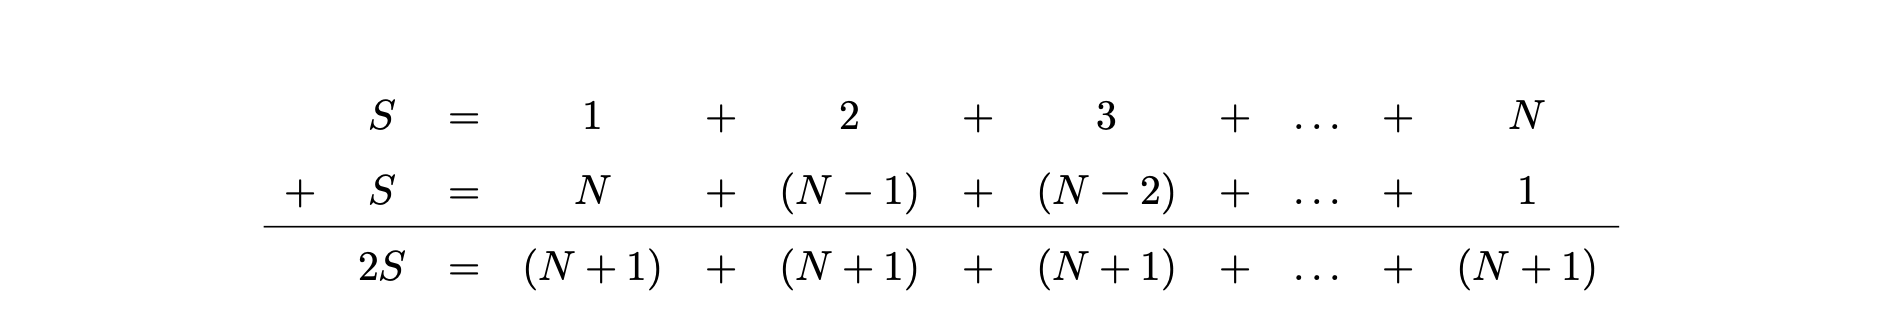 S = 1 + 2 + 3 + ... + N
+ S = N + (N − 1) + (N − 2) + ... + 1
2S = (N + 1) + (N + 1) + (N + 1) + ... + (N + 1)